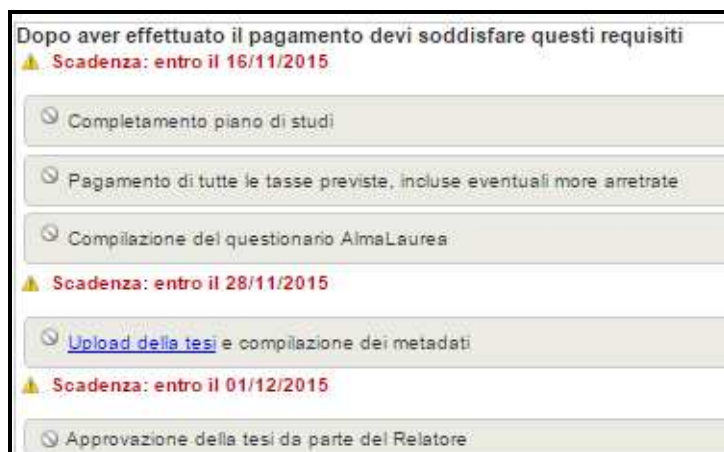 Dopo aver effettuato il pagamento devi soddisfare questi requisiti
Scadenza: entro il 16/11/2015
Completamento piano di studi
Pagamento di tutte le tasse previste, incluse eventuali more arretrate
Compilazione del questionario AlmaLaurea
Scadenza: entro il 28/11/2015
Upload della tesi e compilazione dei metadati
Scadenza: entro il 01/12/2015
Approvazione della tesi da parte del Relatore